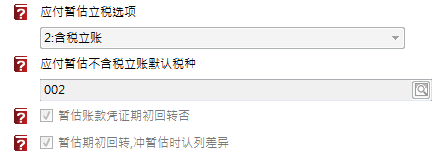 应付暂估立税选项
2:含税立账
应付暂估不含税立账默认税种
002
暂估账款凭证期初回转否
暂估期初回转,冲暂估时认列差异